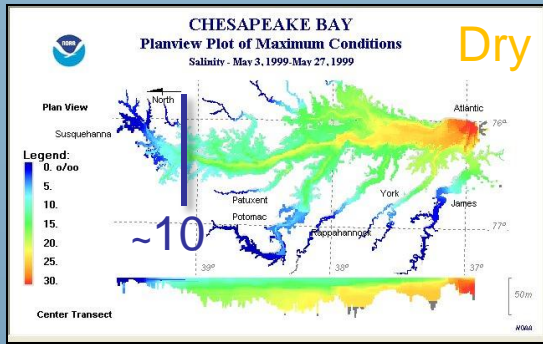 NOAA
CHESAPEAKE BAY
Planview Plot of Maximum Conditions
Salinity - May 3, 1999-May 27, 1999
Dry
North
Plan View
Atlantic
Susquehanna
76°
Legend:
0. o/oo
5.
10.
15.
20.
25.
30.
Patuxent
Potomac
York
James
Rappahannock
77°
~10
39°
38°
37°
50m
Center Transect
NOAA